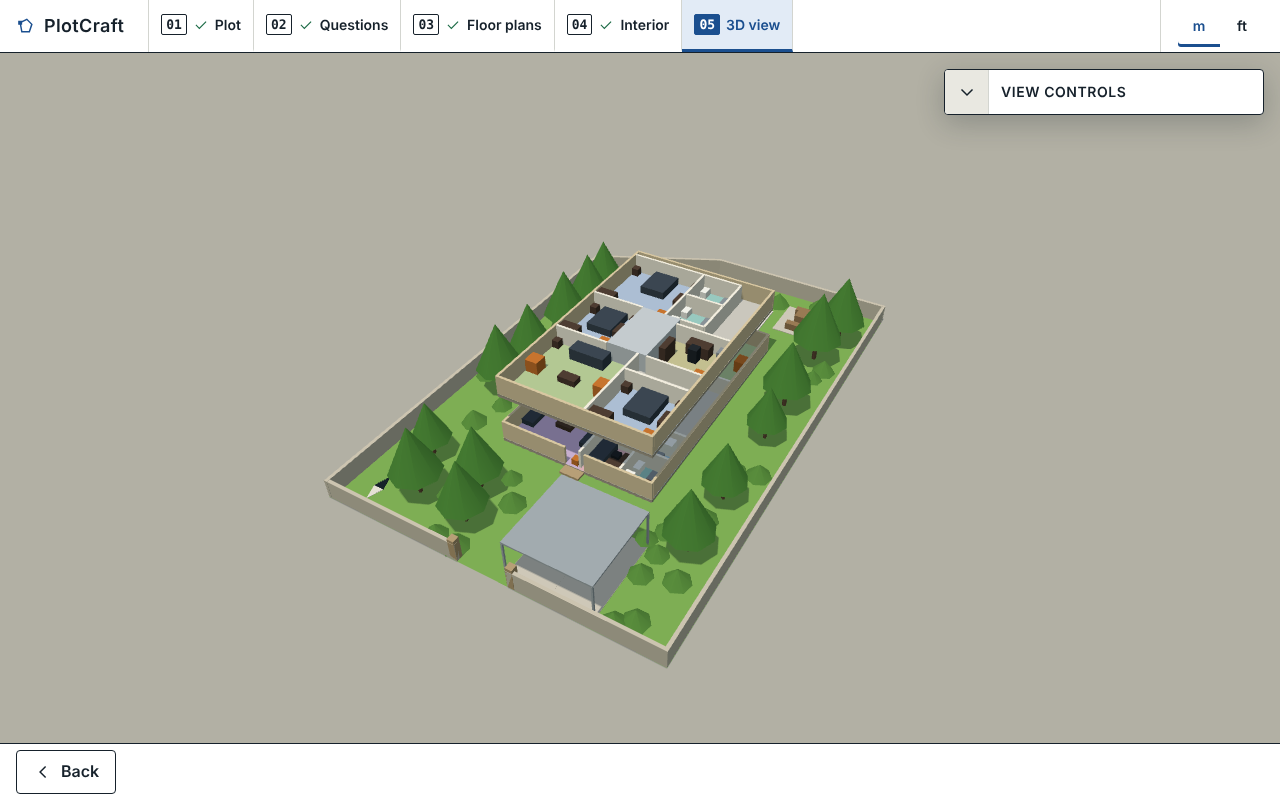 PlotCraft
01 Plot
02 Questions
03 Floor plans
04 Interior
05 3D view
m
ft
VIEW CONTROLS
Back